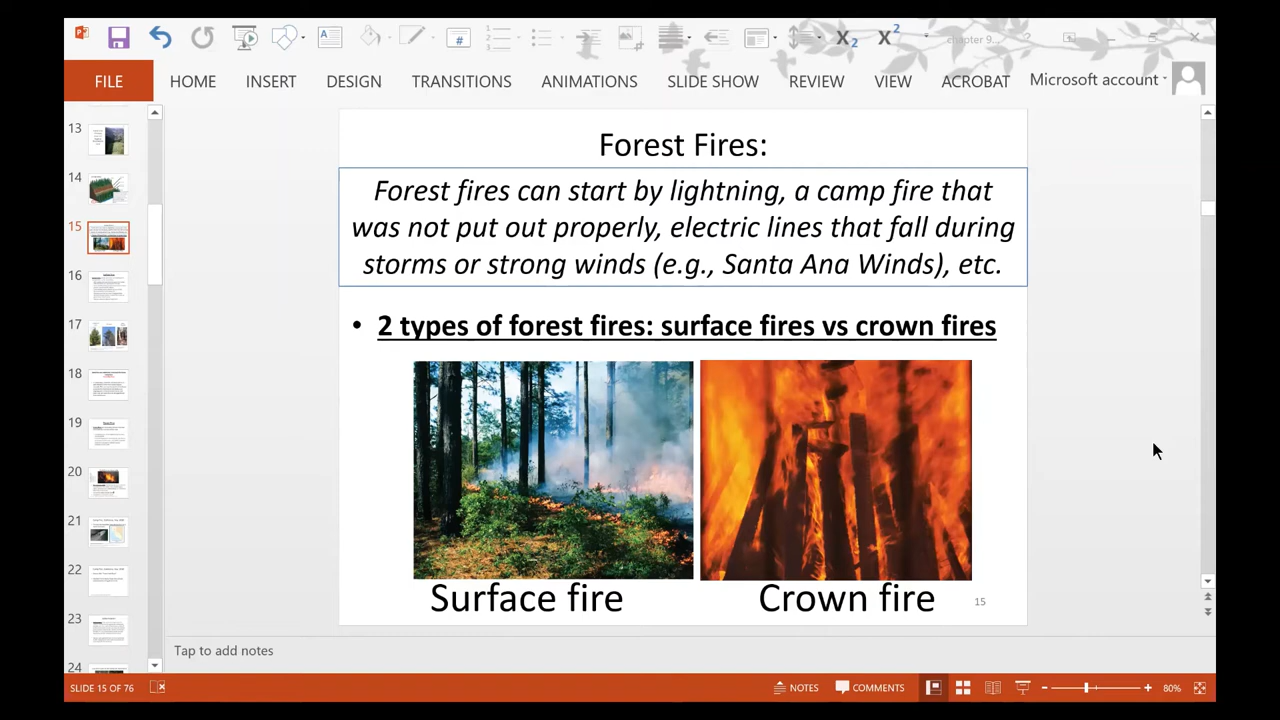 chapter 9...
FILE HOME INSERT DESIGN TRANSITIONS ANIMATIONS SLIDE SHOW REVIEW VIEW ACROBAT Microsoft account
13
14
15
16
17
18
19
20
21
22
23
24
Forest Fires:
Forest fires can start by lightning, a camp fire that
was not put out properly, electric lines that fall during
storms or strong winds (e.g., Santa Ana Winds), etc.
• 2 types of forest fires: surface fires vs crown fires
Surface fire Crown fire 15
Tap to add notes
SLIDE 15 OF 76 NOTES COMMENTS 80%